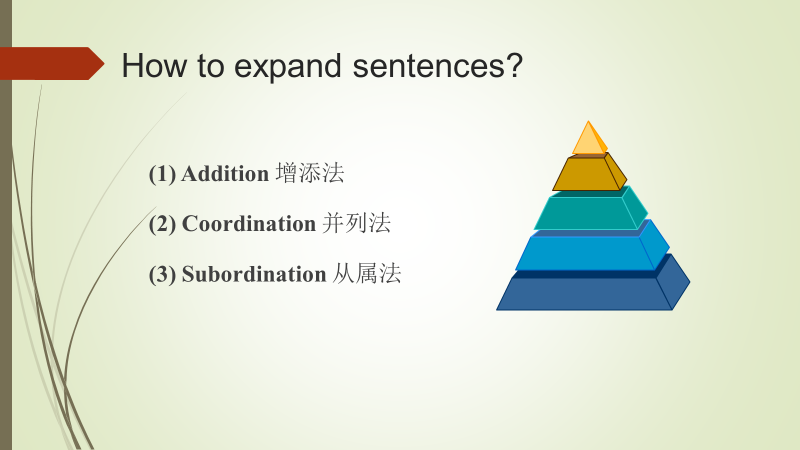 How to expand sentences?
(1) Addition 增添法
(2) Coordination 并列法
(3) Subordination 从属法